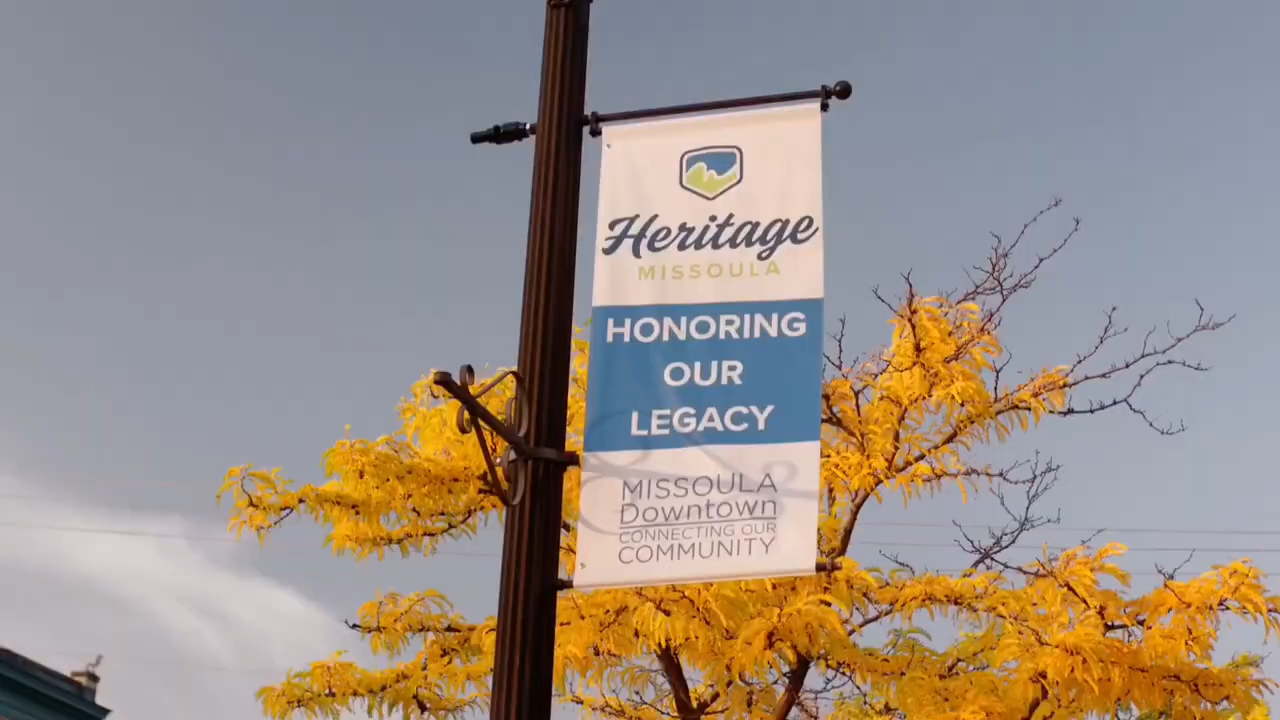 Heritage
MISSOULA
HONORING
OUR
LEGACY
MISSOULA
Downtown
CONNECTING OUR
COMMUNITY